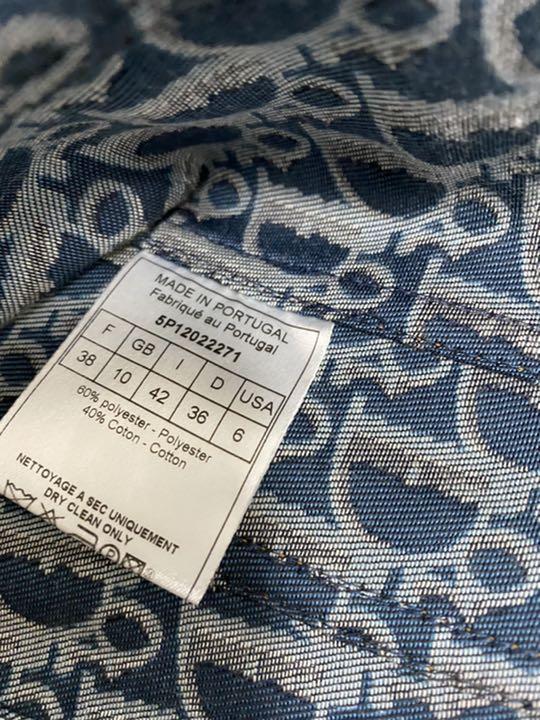 MADE IN PORTUGAL
Fabriqué au Portugal
5P12022271
F GB I D USA
38 10 42 36 6
60% polyester - Polyester
40% Coton - Cotton
NETTOYAGE A SEC UNIQUEMENT
DRY CLEAN ONLY